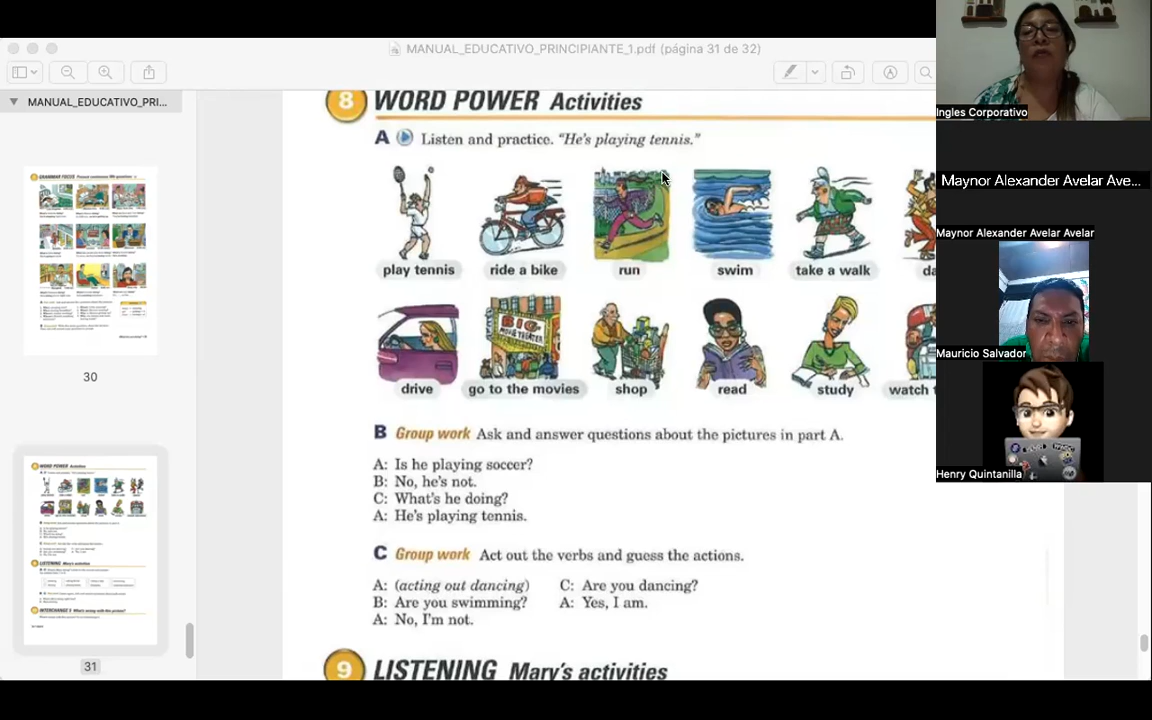 MANUAL_EDUCATIVO_PRINCIPIANTE_1.pdf (página 31 de 32)
MANUAL_EDUCATIVO_PRI...
30
31
8 WORD POWER Activities
A Listen and practice. "He's playing tennis."
play tennis ride a bike run swim take a walk
drive go to the movies shop read study watch
BIG
MOVIE THEATER
B Group work Ask and answer questions about the pictures in part A.
A: Is he playing soccer?
B: No, he's not.
C: What's he doing?
A: He's playing tennis.
C Group work Act out the verbs and guess the actions.
A: (acting out dancing) C: Are you dancing?
B: Are you swimming? A: Yes, I am.
A: No, I'm not.
9 LISTENING Mary's activities
Ingles Corporativo
Maynor Alexander Avelar Ave...
Maynor Alexander Avelar Avelar
Mauricio Salvador
Henry Quintanilla